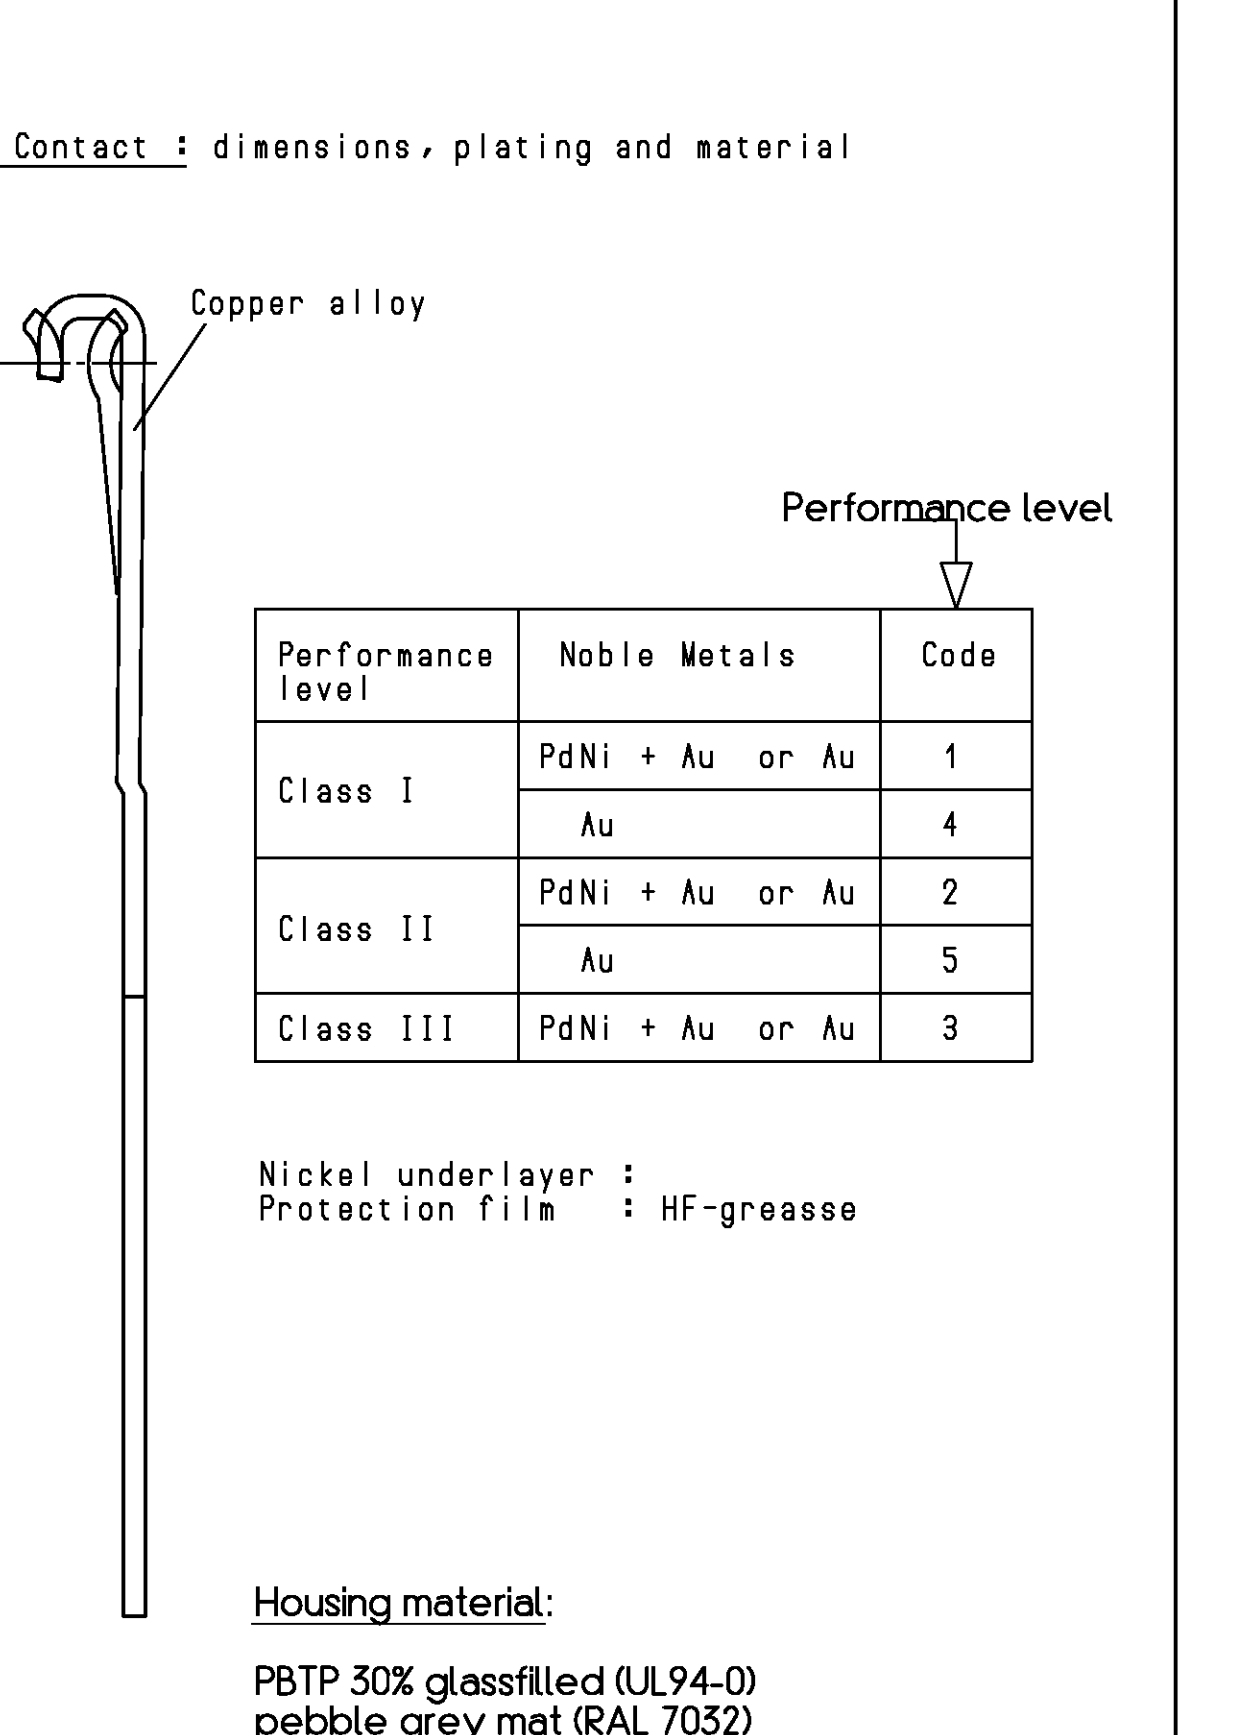 Contact : dimensions, plating and material
Copper alloy
Performance level
Performance level
Noble Metals
Code
Class I
PdNi + Au or Au
1
Au
4
Class II
PdNi + Au or Au
2
Au
5
Class III
PdNi + Au or Au
3
Nickel underlayer :
Protection film : HF-greasse
Housing material:
PBTP 30% glassfilled (UL94-0)
pebble grey mat (RAL 7032)